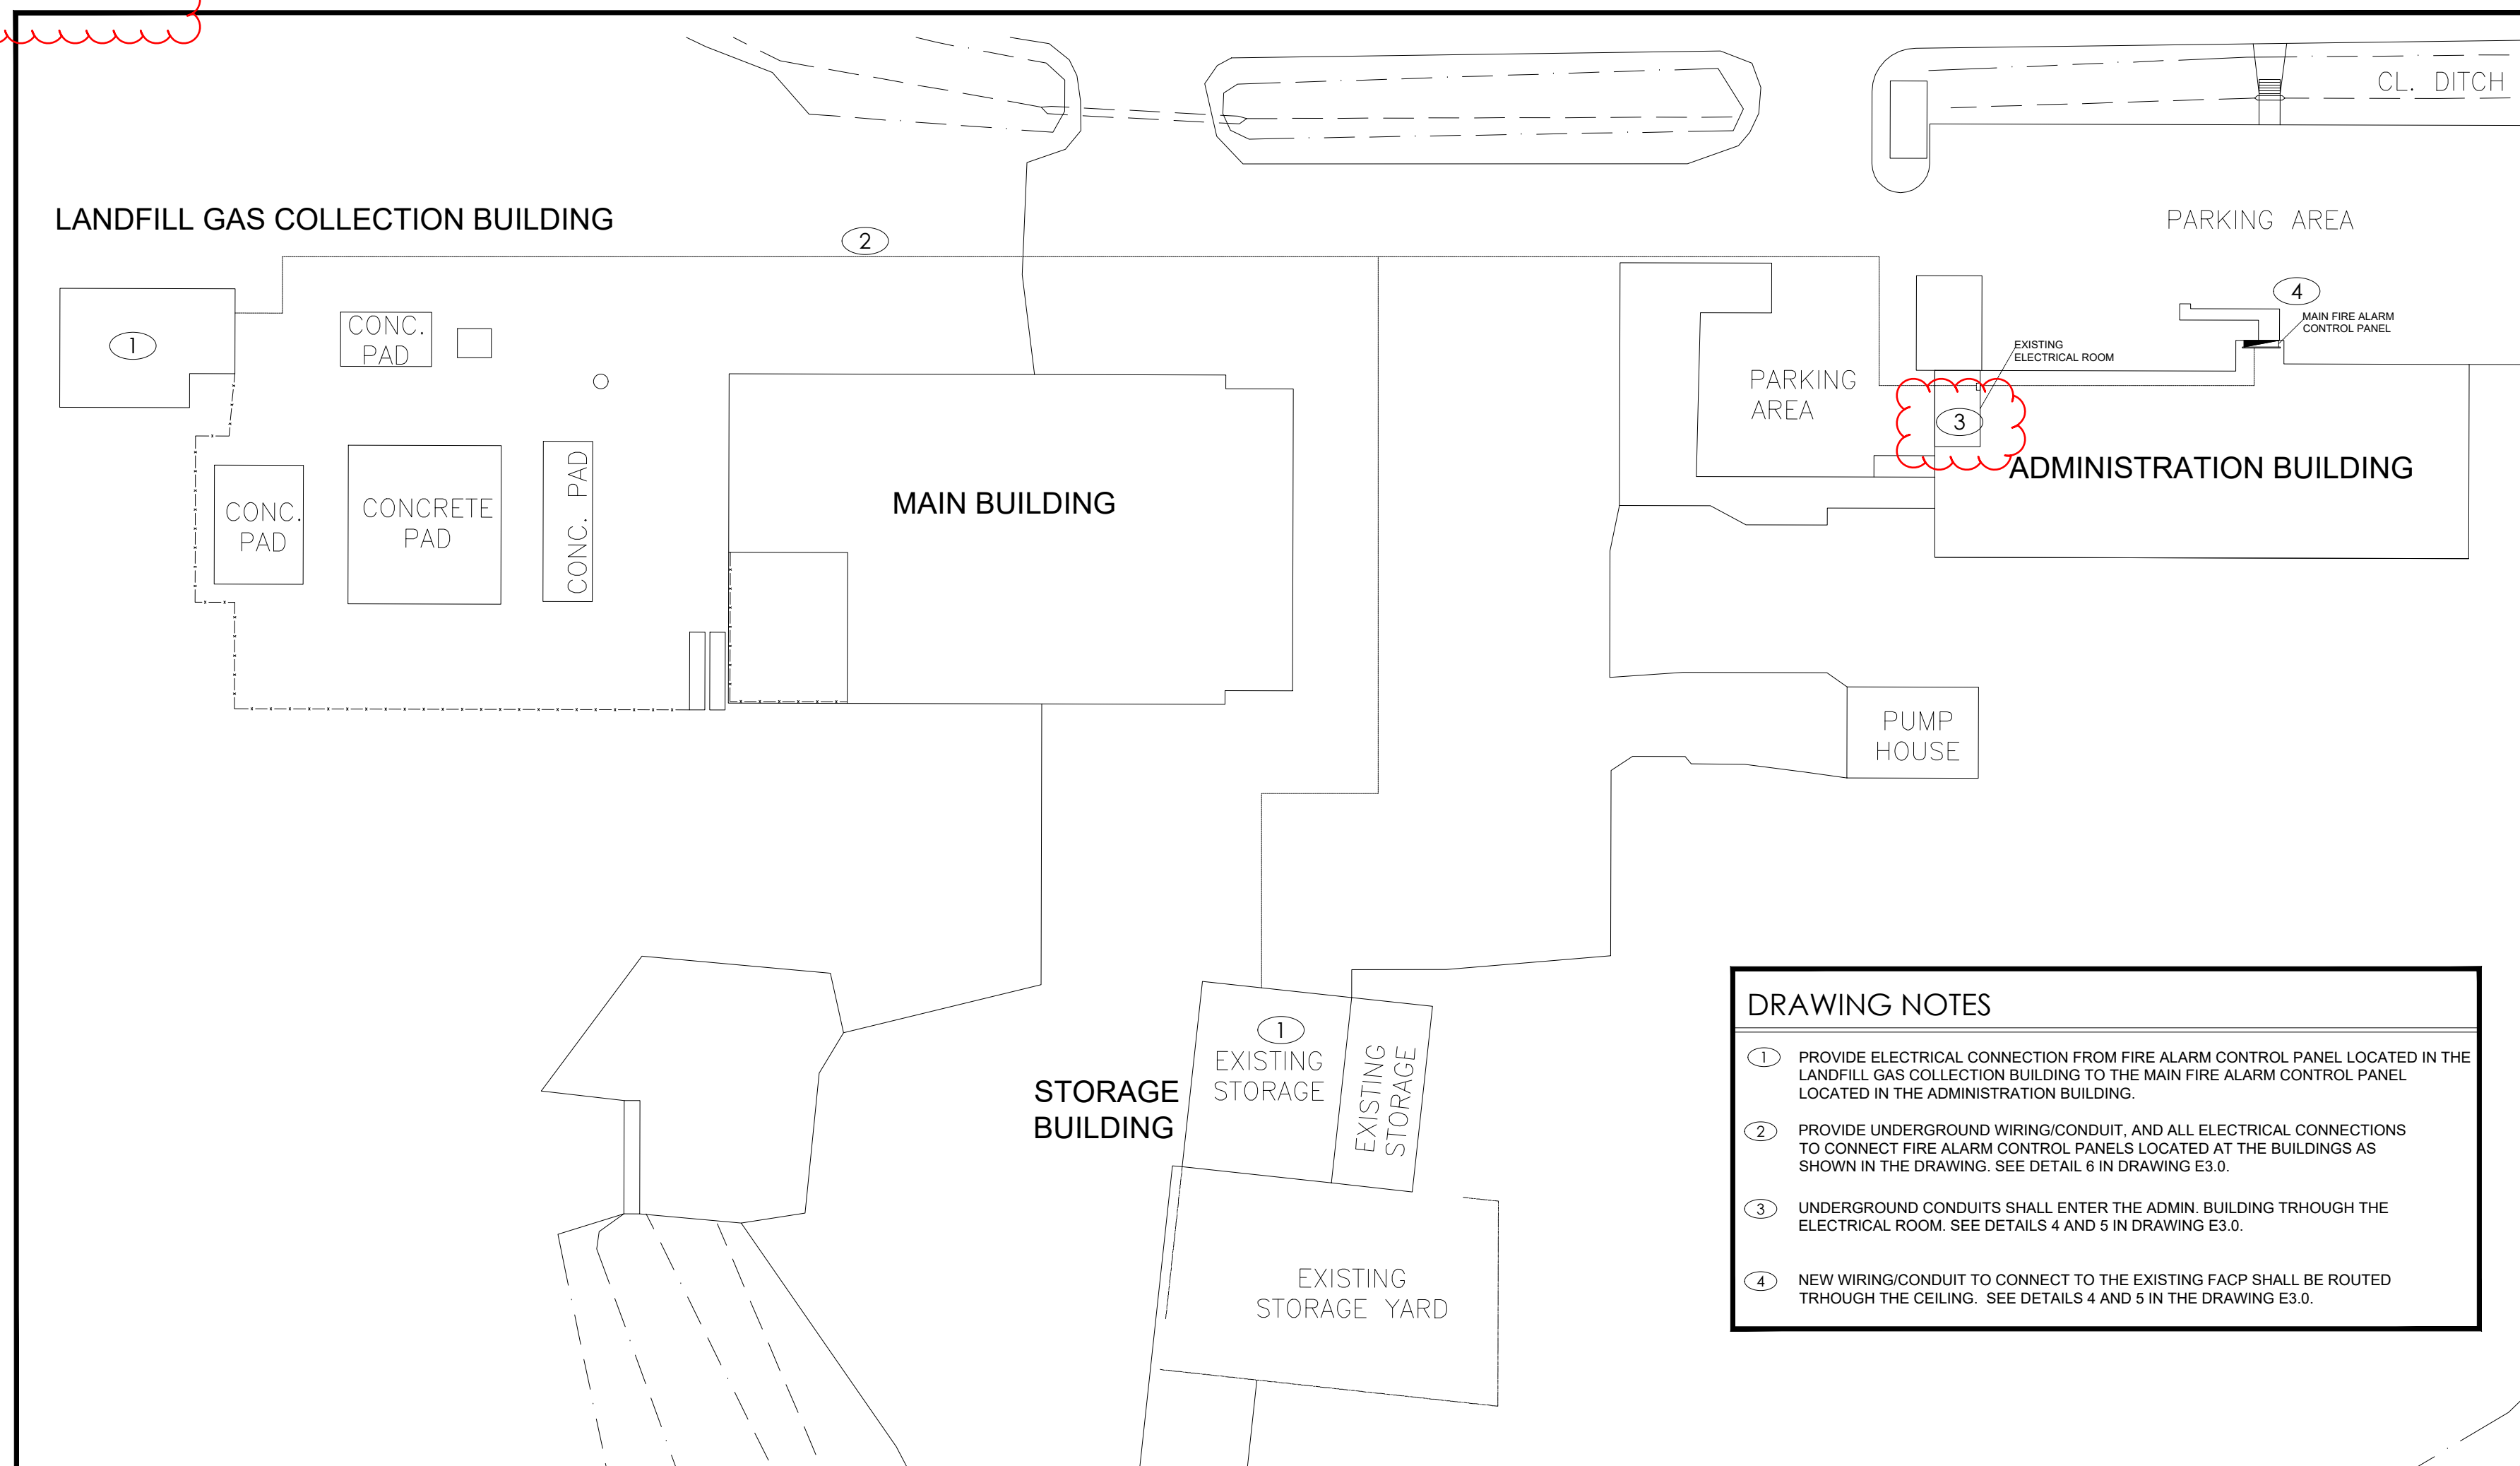 CL. DITCH
LANDFILL GAS COLLECTION BUILDING
PARKING AREA
2
4
MAIN FIRE ALARM
CONTROL PANEL
1
CONC.
PAD
EXISTING
ELECTRICAL ROOM
PARKING
AREA
3
ADMINISTRATION BUILDING
CONC.
PAD
CONCRETE
PAD
CONC. PAD
MAIN BUILDING
PUMP
HOUSE
1
EXISTING
STORAGE
EXISTING
STORAGE
STORAGE
BUILDING
EXISTING
STORAGE YARD
DRAWING NOTES
1 PROVIDE ELECTRICAL CONNECTION FROM FIRE ALARM CONTROL PANEL LOCATED IN THE
LANDFILL GAS COLLECTION BUILDING TO THE MAIN FIRE ALARM CONTROL PANEL
LOCATED IN THE ADMINISTRATION BUILDING.
2 PROVIDE UNDERGROUND WIRING/CONDUIT, AND ALL ELECTRICAL CONNECTIONS
TO CONNECT FIRE ALARM CONTROL PANELS LOCATED AT THE BUILDINGS AS
SHOWN IN THE DRAWING. SEE DETAIL 6 IN DRAWING E3.0.
3 UNDERGROUND CONDUITS SHALL ENTER THE ADMIN. BUILDING TRHOUGH THE
ELECTRICAL ROOM. SEE DETAILS 4 AND 5 IN DRAWING E3.0.
4 NEW WIRING/CONDUIT TO CONNECT TO THE EXISTING FACP SHALL BE ROUTED
TRHOUGH THE CEILING. SEE DETAILS 4 AND 5 IN THE DRAWING E3.0.